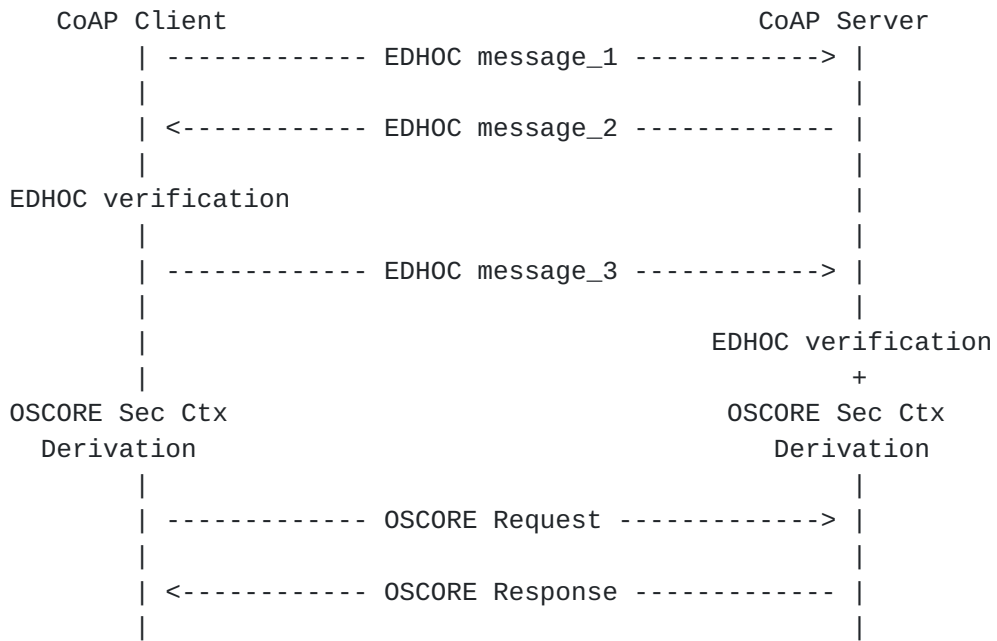 CoAP Client                                  CoAP Server
     | ------------- EDHOC message_1 ------------> |
     |                                             |
     | <------------ EDHOC message_2 ------------- |
     |                                             |
EDHOC verification                                 |
     |                                             |
     | ------------- EDHOC message_3 ------------> |
     |                                             |
     |                                    EDHOC verification
     |                                             +
OSCORE Sec Ctx                               OSCORE Sec Ctx
  Derivation                                   Derivation
     |                                             |
     | ------------- OSCORE Request -------------> |
     |                                             |
     | <------------ OSCORE Response ------------- |
     |                                             |